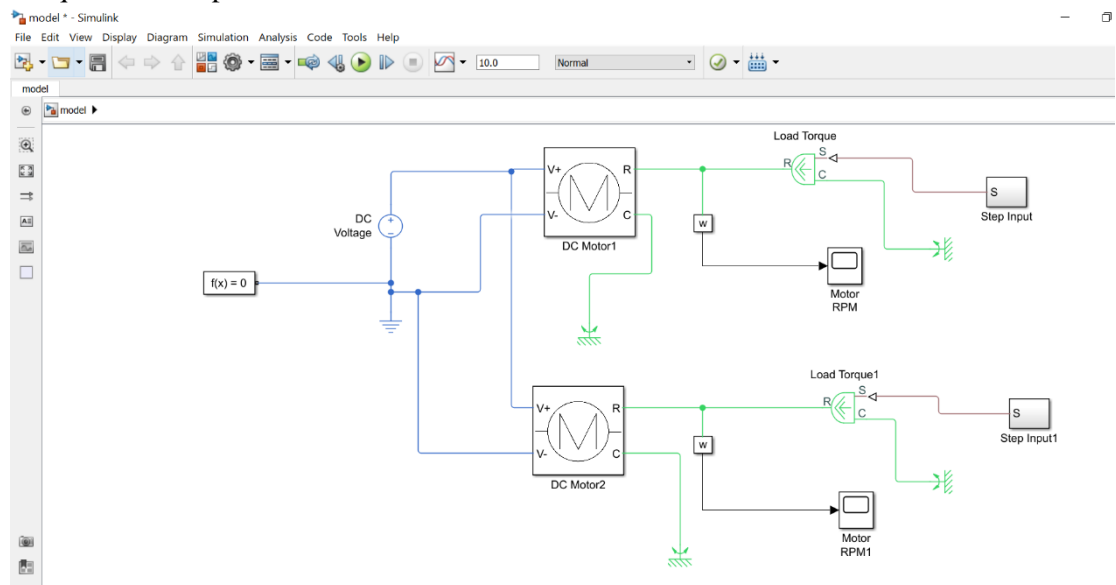 model * - Simulink
File Edit View Display Diagram Simulation Analysis Code Tools Help
10.0 Normal
model
model
Load Torque
S
R
C
S
Step Input
V+ R
V- C
DC Motor1
DC
Voltage
+
−
w
Motor
RPM
f(x) = 0
Load Torque1
S
R
C
S
Step Input1
V+ R
V- C
DC Motor2
w
Motor
RPM1